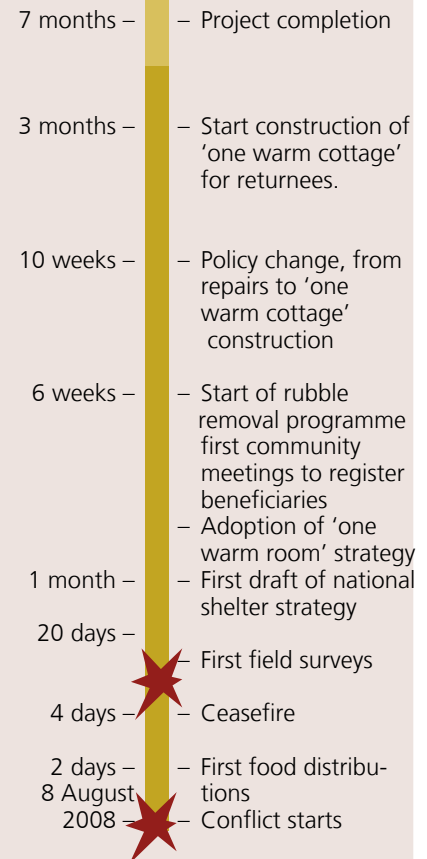 7 months – – Project completion
3 months – – Start construction of
‘one warm cottage’
for returnees.
10 weeks – – Policy change, from
repairs to ‘one
warm cottage’
construction
6 weeks – – Start of rubble
removal programme
first community
meetings to register
beneficiaries
– Adoption of ‘one
warm room’ strategy
1 month – – First draft of national
shelter strategy
20 days –
– First field surveys
4 days – – Ceasefire
2 days – – First food distribu-
8 August tions
2008 – – Conflict starts